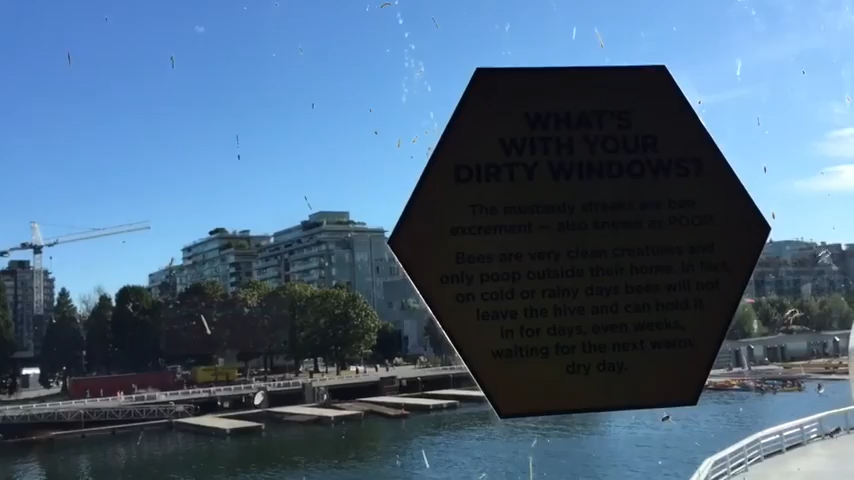 WHAT'S
WITH YOUR
DIRTY WINDOWS?
The mustardy streaks are bee
excrement — also known as POOP!
Bees are very clean creatures and
only poop outside their home. In fact,
on cold or rainy days bees will not
leave the hive and can hold it
in for days, even weeks,
waiting for the next warm,
dry day.